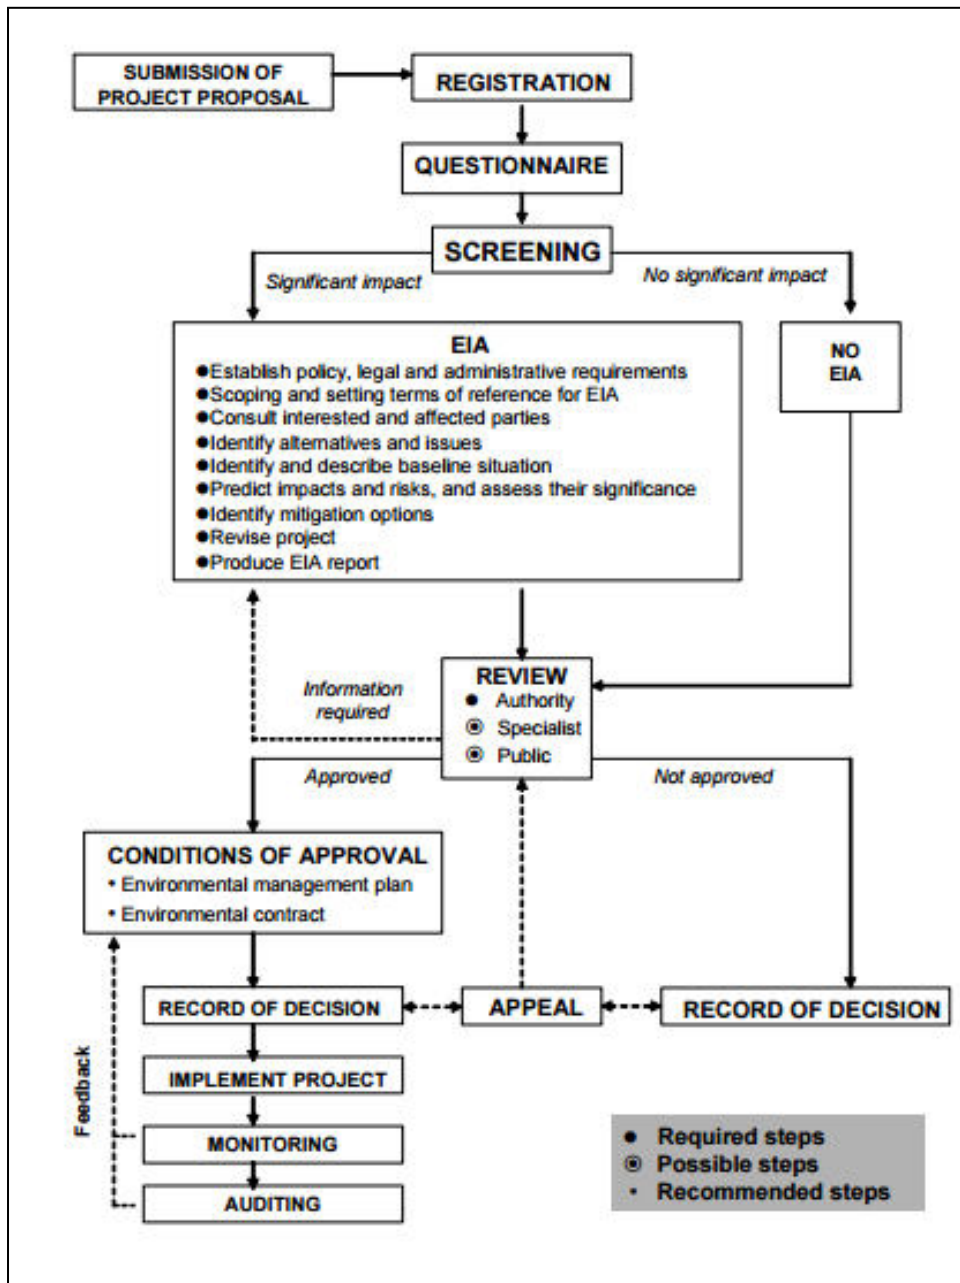 SUBMISSION OF
PROJECT PROPOSAL
REGISTRATION
QUESTIONNAIRE
SCREENING
Significant impact
No significant impact
EIA
●Establish policy, legal and administrative requirements
●Scoping and setting terms of reference for EIA
●Consult interested and affected parties
●Identify alternatives and issues
●Identify and describe baseline situation
●Predict impacts and risks, and assess their significance
●Identify mitigation options
●Revise project
●Produce EIA report
NO
EIA
Information
required
REVIEW
● Authority
◉ Specialist
◉ Public
Approved
Not approved
CONDITIONS OF APPROVAL
• Environmental management plan
• Environmental contract
RECORD OF DECISION
APPEAL
RECORD OF DECISION
IMPLEMENT PROJECT
MONITORING
AUDITING
Feedback
● Required steps
◉ Possible steps
• Recommended steps